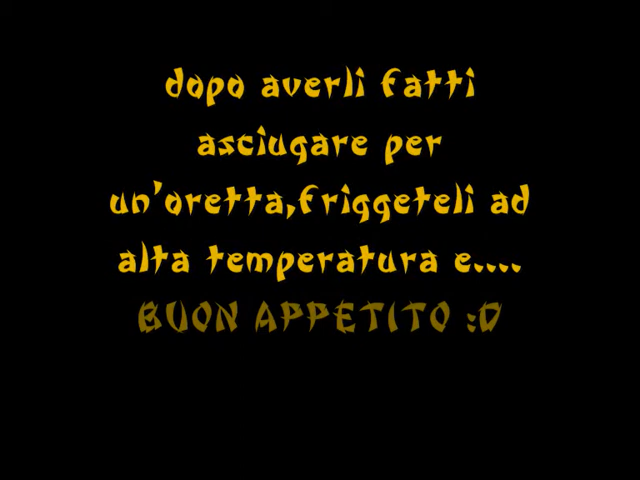 dopo averli fatti
asciugare per
un'oretta,friggeteli ad
alta temperatura e....
BUON APPETITO :D